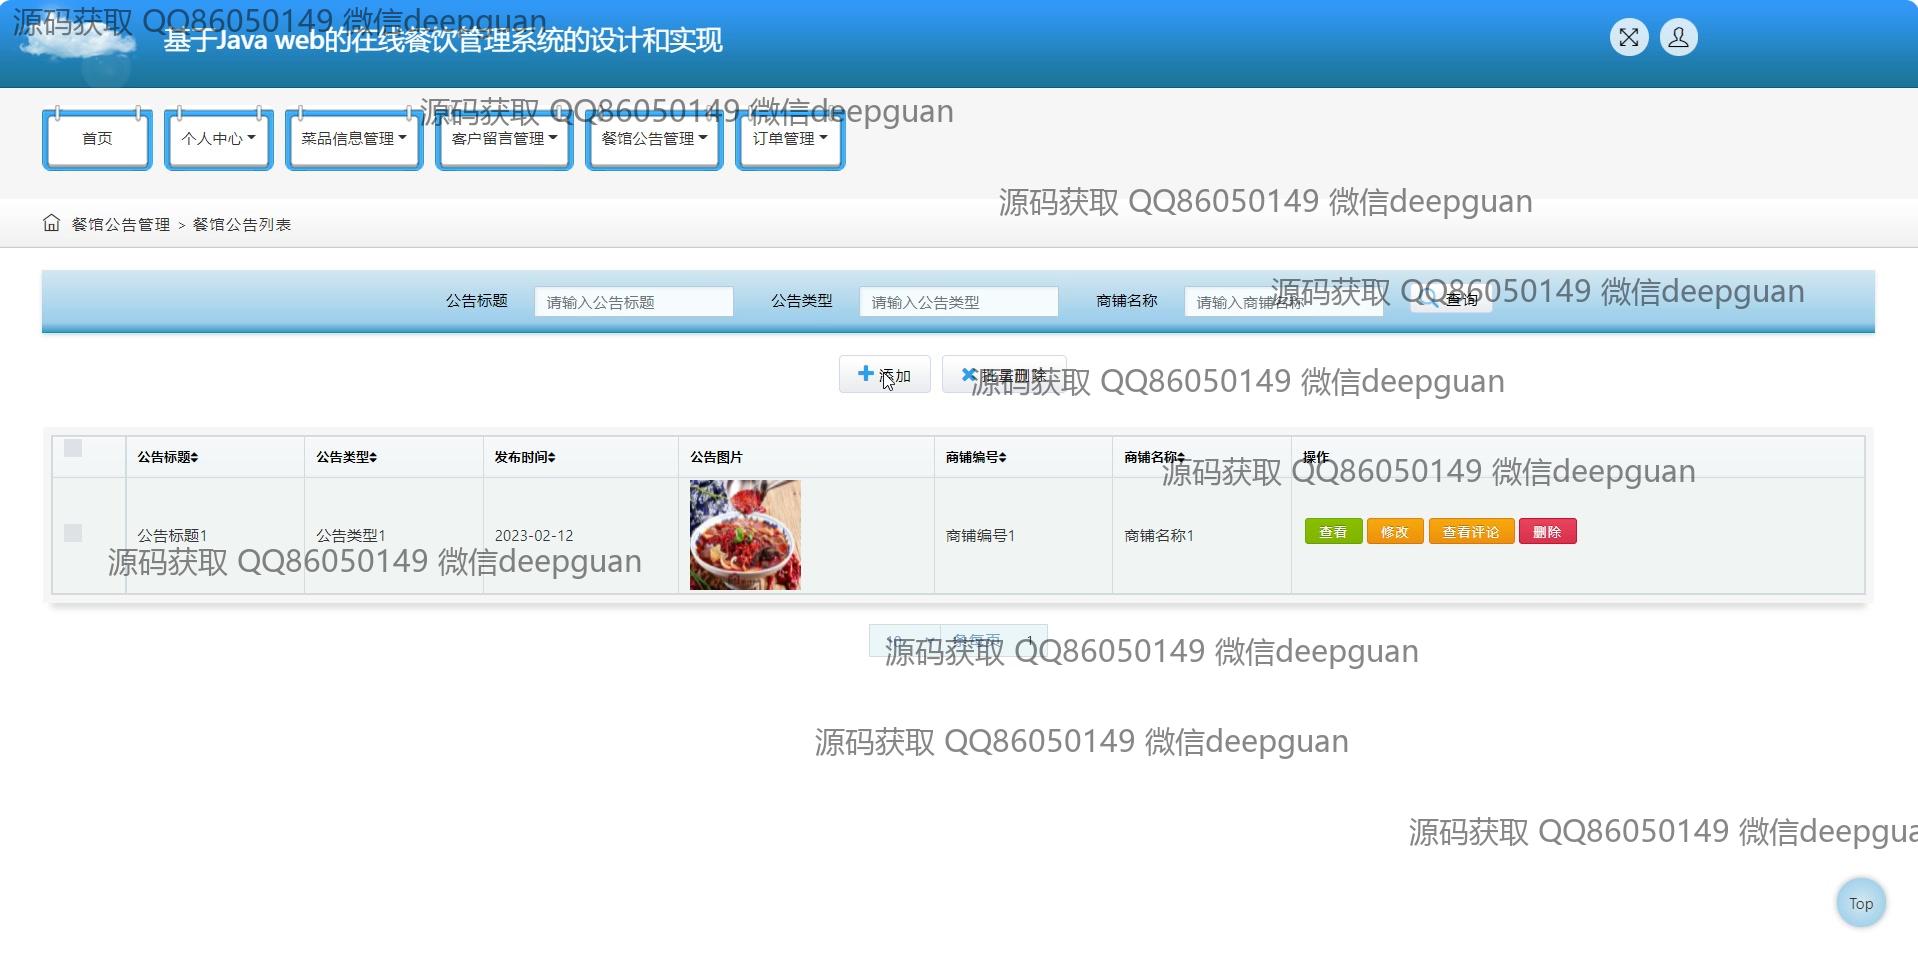 源码获取 QQ86050149 微信deepguan
基于Java web的在线餐饮管理系统的设计和实现
源码获取 QQ86050149 微信deepguan
首页 个人中心 菜品信息管理 客户留言管理 餐馆公告管理 订单管理
源码获取 QQ86050149 微信deepguan
餐馆公告管理 > 餐馆公告列表
源码获取 QQ86050149 微信deepguan
公告标题 请输入公告标题 公告类型 请输入公告类型 商铺名称 请输入商铺名称 查询
添加 批量删除
源码获取 QQ86050149 微信deepguan
公告标题 公告类型 发布时间 公告图片 商铺编号 商铺名称 操作
源码获取 QQ86050149 微信deepguan
公告标题1 公告类型1 2023-02-12 商铺编号1 商铺名称1 查看 修改 查看评论 删除
源码获取 QQ86050149 微信deepguan
10 条每页 1
源码获取 QQ86050149 微信deepguan
源码获取 QQ86050149 微信deepguan
源码获取 QQ86050149 微信deepgua
Top